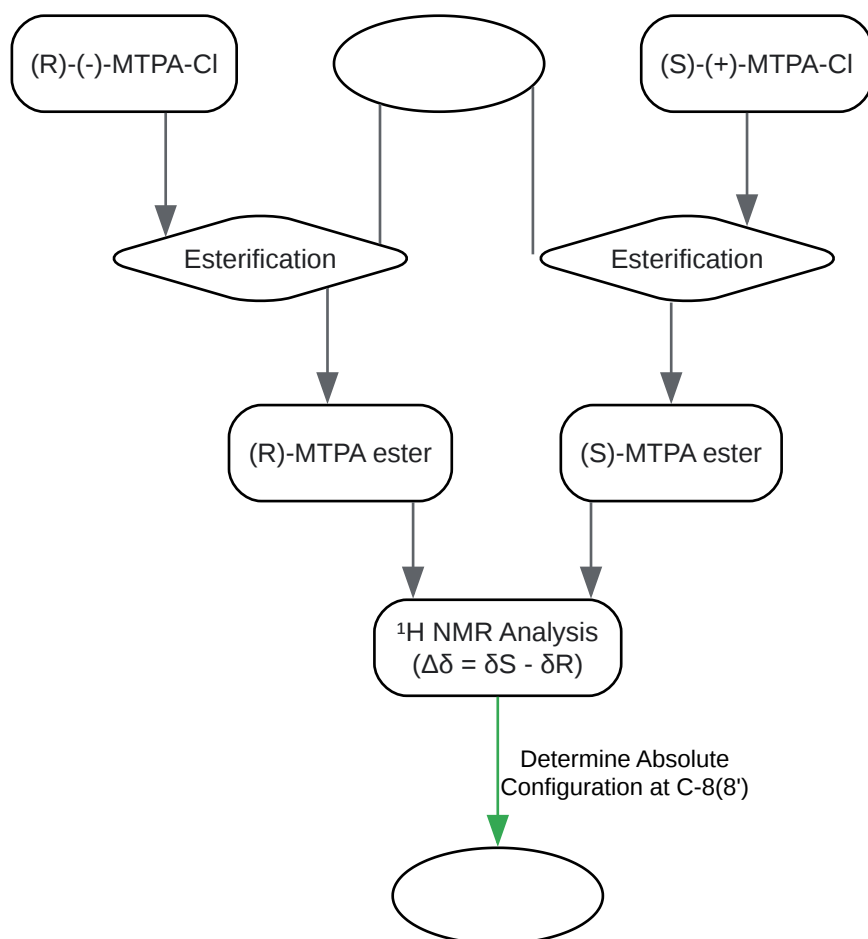 (R)-(-)-MTPA-Cl
(S)-(+)-MTPA-Cl
Esterification
Esterification
(R)-MTPA ester
(S)-MTPA ester
¹H NMR Analysis
(Δδ = δS - δR)
Determine Absolute
Configuration at C-8(8')